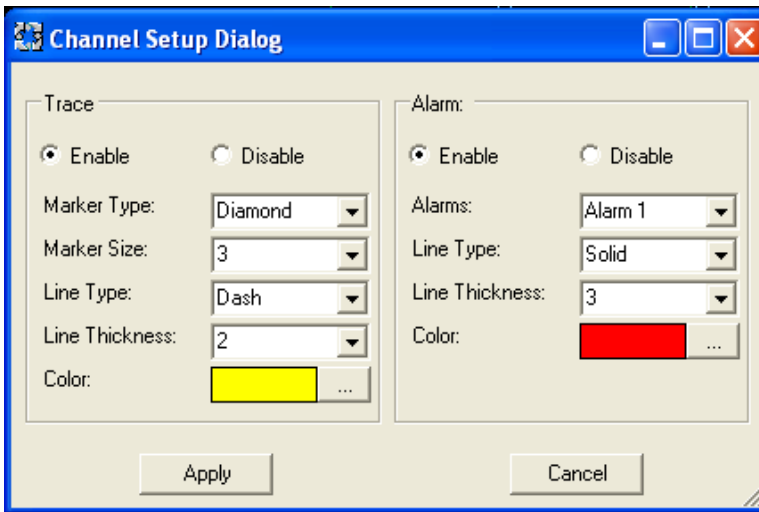 Channel Setup Dialog
Trace
Enable Disable
Marker Type: Diamond
Marker Size: 3
Line Type: Dash
Line Thickness: 2
Color: ...
Alarm:
Enable Disable
Alarms: Alarm 1
Line Type: Solid
Line Thickness: 3
Color: ...
Apply Cancel